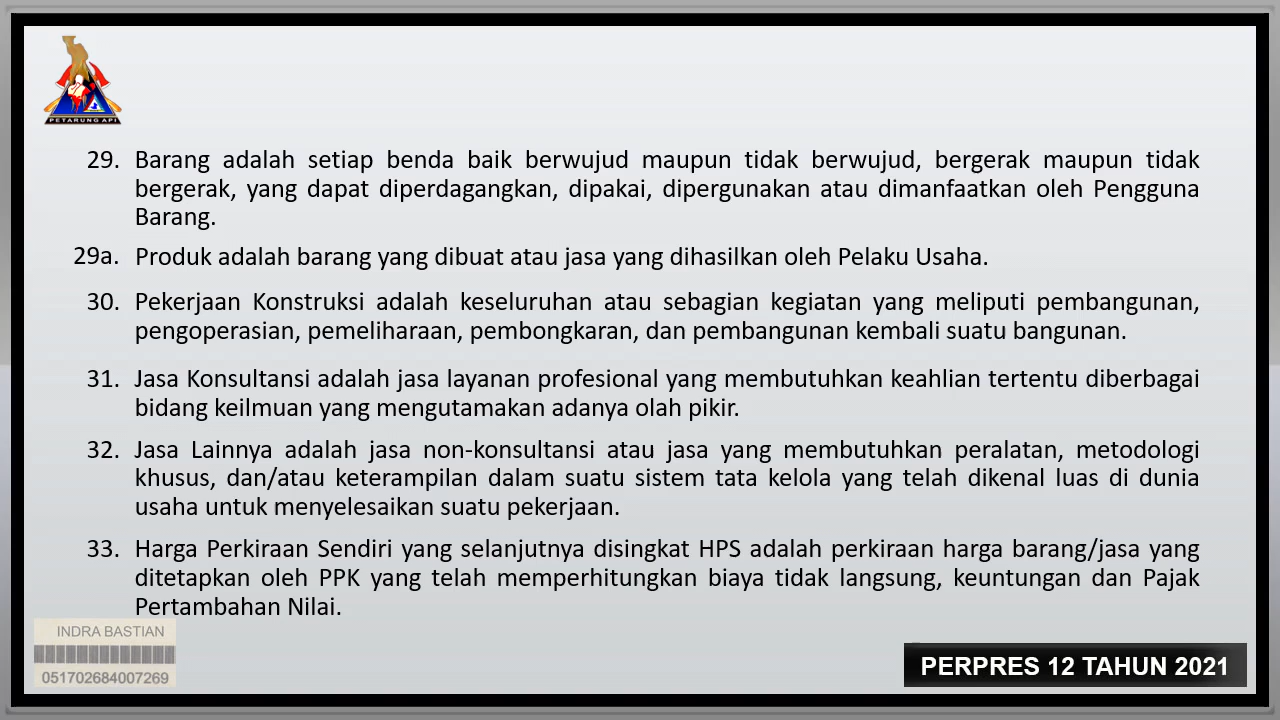 PETARUNG API
29. Barang adalah setiap benda baik berwujud maupun tidak berwujud, bergerak maupun tidak
bergerak, yang dapat diperdagangkan, dipakai, dipergunakan atau dimanfaatkan oleh Pengguna
Barang.
29a. Produk adalah barang yang dibuat atau jasa yang dihasilkan oleh Pelaku Usaha.
30. Pekerjaan Konstruksi adalah keseluruhan atau sebagian kegiatan yang meliputi pembangunan,
pengoperasian, pemeliharaan, pembongkaran, dan pembangunan kembali suatu bangunan.
31. Jasa Konsultansi adalah jasa layanan profesional yang membutuhkan keahlian tertentu diberbagai
bidang keilmuan yang mengutamakan adanya olah pikir.
32. Jasa Lainnya adalah jasa non-konsultansi atau jasa yang membutuhkan peralatan, metodologi
khusus, dan/atau keterampilan dalam suatu sistem tata kelola yang telah dikenal luas di dunia
usaha untuk menyelesaikan suatu pekerjaan.
33. Harga Perkiraan Sendiri yang selanjutnya disingkat HPS adalah perkiraan harga barang/jasa yang
ditetapkan oleh PPK yang telah memperhitungkan biaya tidak langsung, keuntungan dan Pajak
Pertambahan Nilai.
INDRA BASTIAN
051702684007269
PERPRES 12 TAHUN 2021